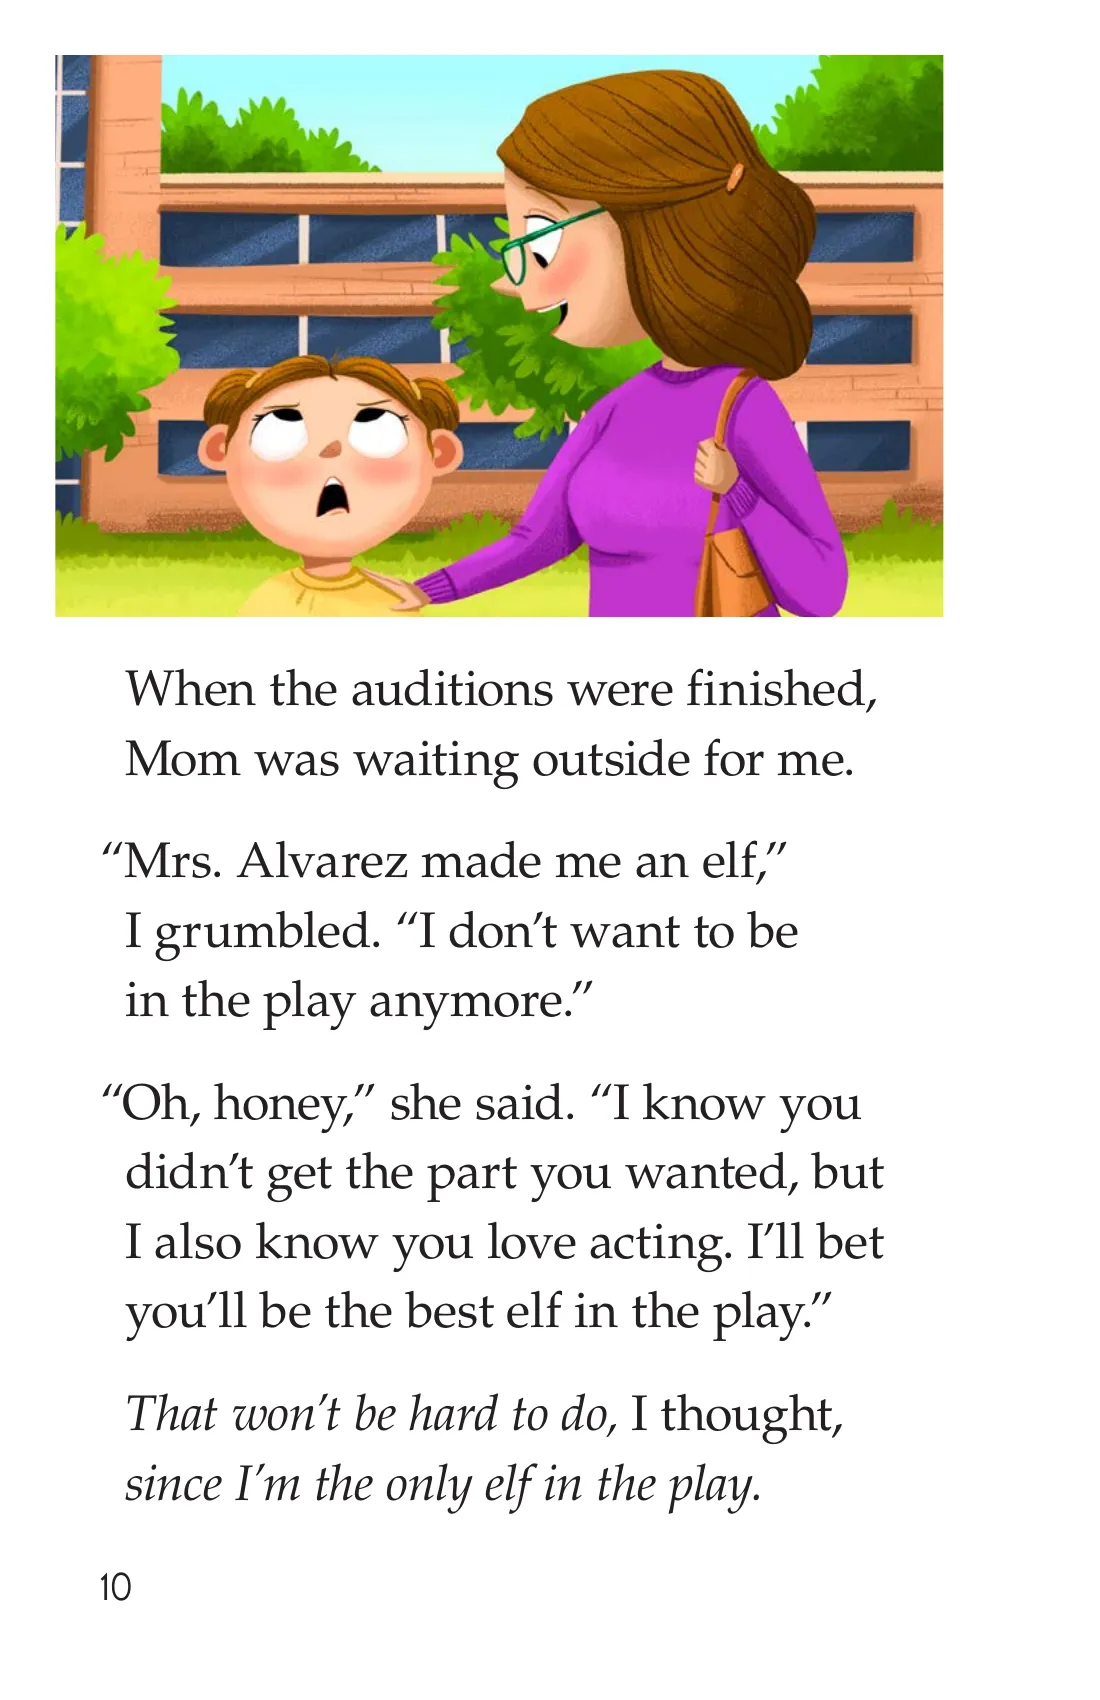 When the auditions were finished,
Mom was waiting outside for me.
“Mrs. Alvarez made me an elf,”
I grumbled. “I don’t want to be
in the play anymore.”
“Oh, honey,” she said. “I know you
didn’t get the part you wanted, but
I also know you love acting. I’ll bet
you’ll be the best elf in the play.”
That won’t be hard to do, I thought,
since I’m the only elf in the play.
10